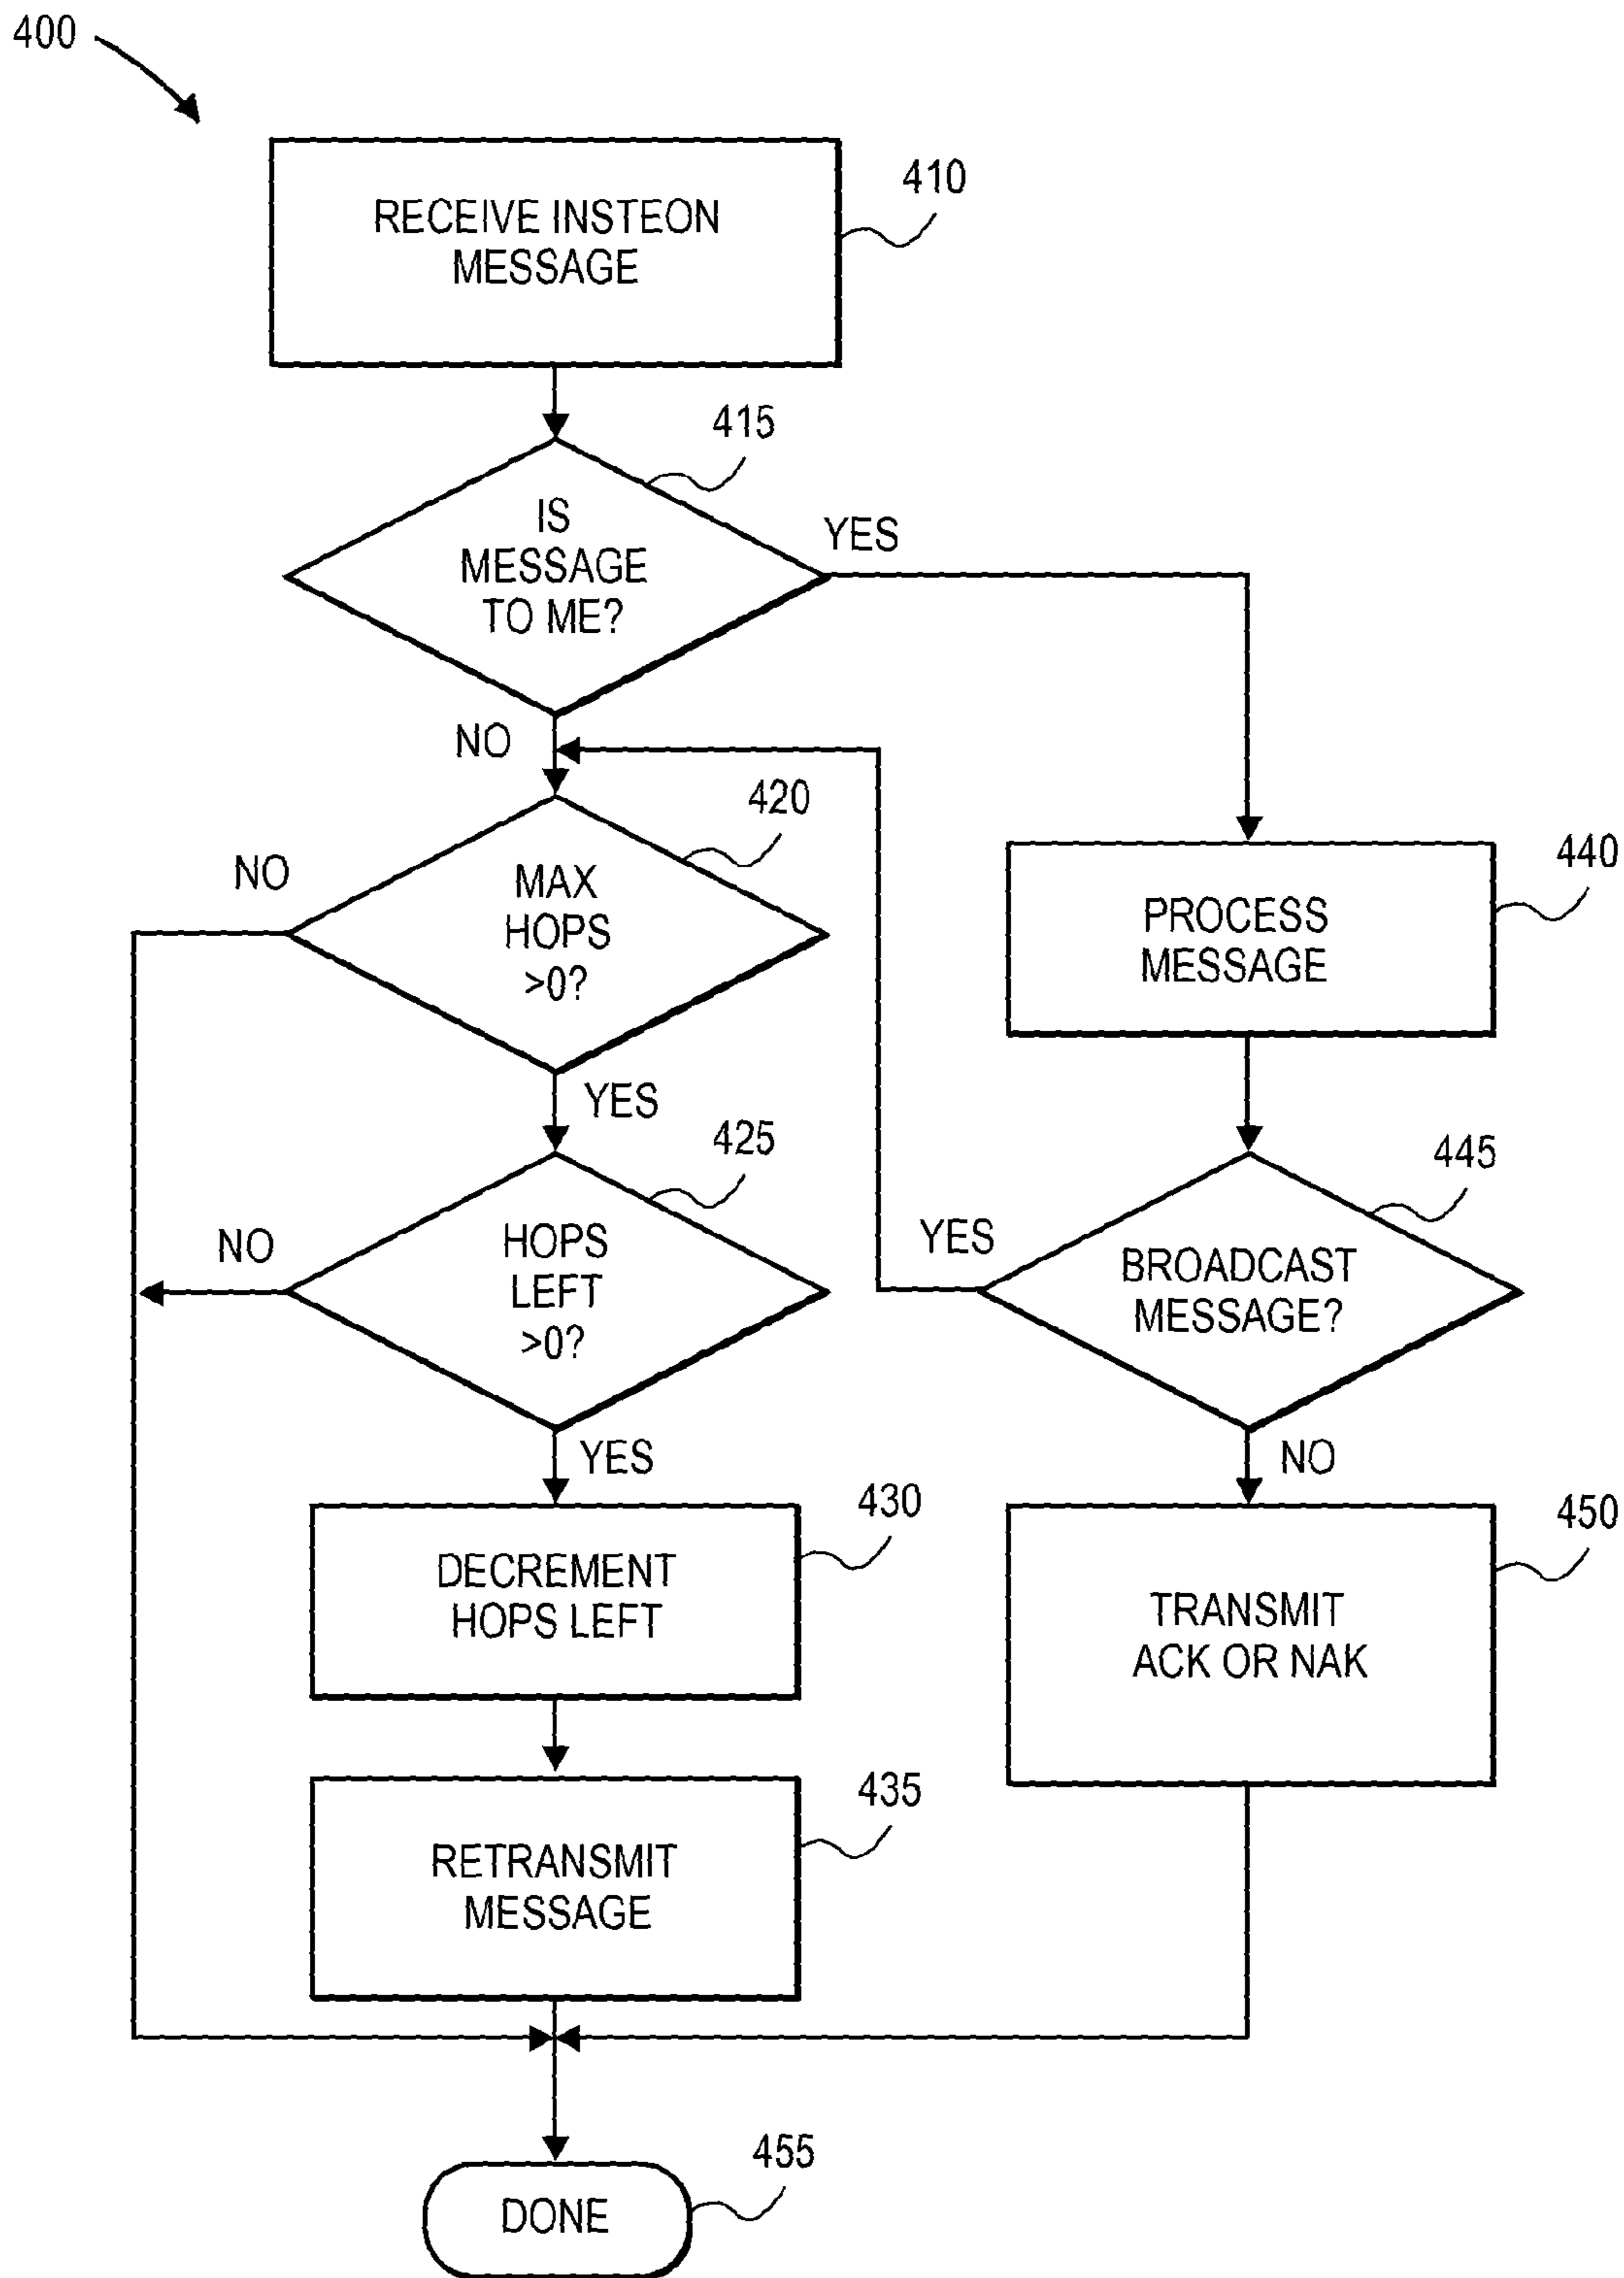 400
RECEIVE INSTEON
MESSAGE
410
415
IS
MESSAGE
TO ME?
YES
NO
420
MAX
HOPS
>0?
NO
YES
440
PROCESS
MESSAGE
425
HOPS
LEFT
>0?
NO
YES
445
BROADCAST
MESSAGE?
YES
NO
430
DECREMENT
HOPS LEFT
450
TRANSMIT
ACK OR NAK
435
RETRANSMIT
MESSAGE
455
DONE